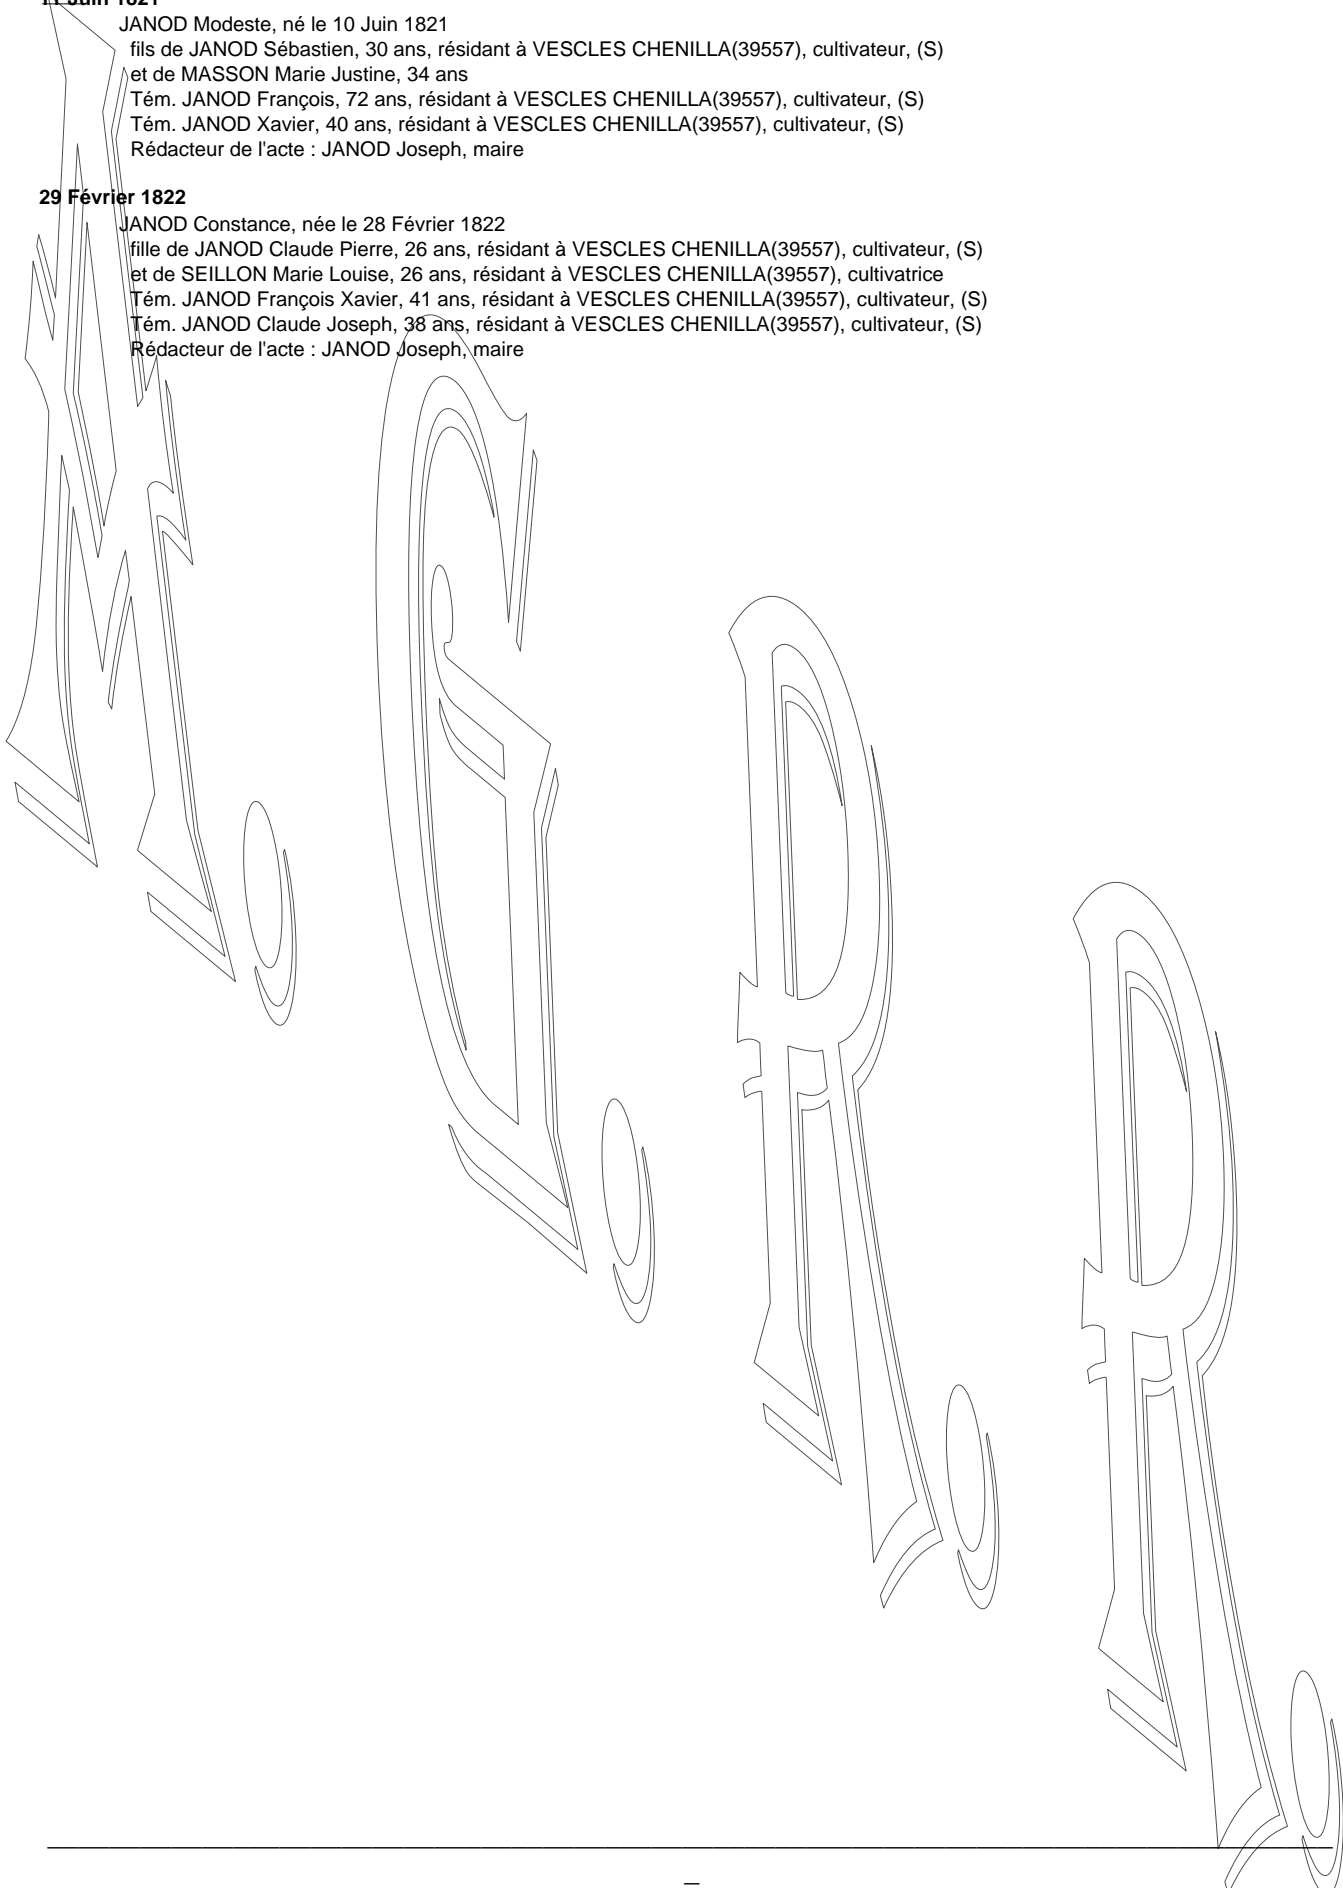 11 Juin 1821
JANOD Modeste, né le 10 Juin 1821
fils de JANOD Sébastien, 30 ans, résidant à VESCLES CHENILLA(39557), cultivateur, (S)
et de MASSON Marie Justine, 34 ans
Tém. JANOD François, 72 ans, résidant à VESCLES CHENILLA(39557), cultivateur, (S)
Tém. JANOD Xavier, 40 ans, résidant à VESCLES CHENILLA(39557), cultivateur, (S)
Rédacteur de l'acte : JANOD Joseph, maire
29 Février 1822
JANOD Constance, née le 28 Février 1822
fille de JANOD Claude Pierre, 26 ans, résidant à VESCLES CHENILLA(39557), cultivateur, (S)
et de SEILLON Marie Louise, 26 ans, résidant à VESCLES CHENILLA(39557), cultivatrice
Tém. JANOD François Xavier, 41 ans, résidant à VESCLES CHENILLA(39557), cultivateur, (S)
Tém. JANOD Claude Joseph, 38 ans, résidant à VESCLES CHENILLA(39557), cultivateur, (S)
Rédacteur de l'acte : JANOD Joseph, maire